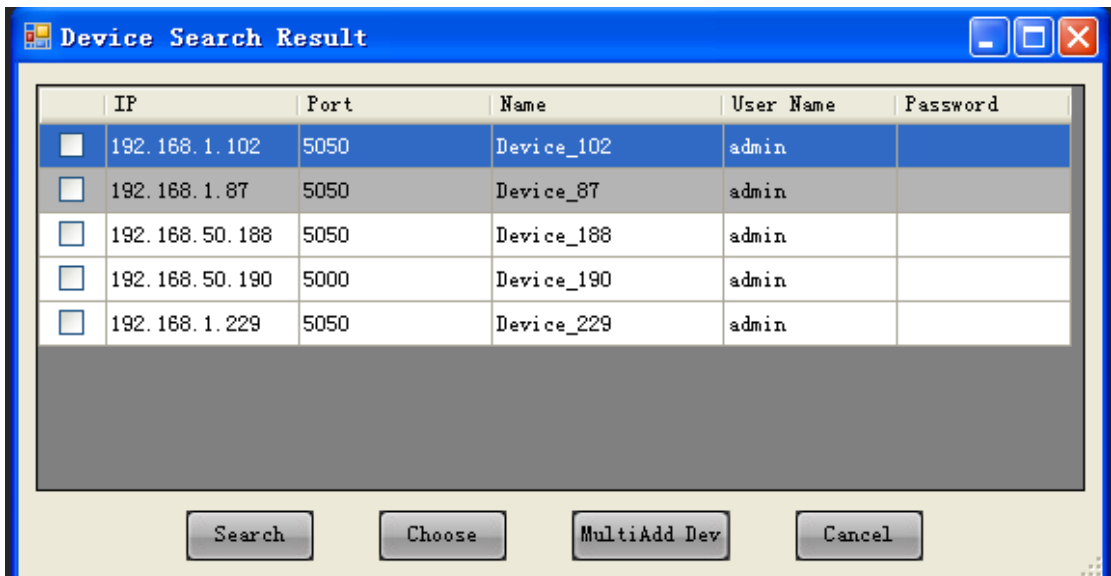 Device Search Result
IP Port Name User Name Password
192.168.1.102 5050 Device_102 admin
192.168.1.87 5050 Device_87 admin
192.168.50.188 5050 Device_188 admin
192.168.50.190 5000 Device_190 admin
192.168.1.229 5050 Device_229 admin
Search Choose MultiAdd Dev Cancel